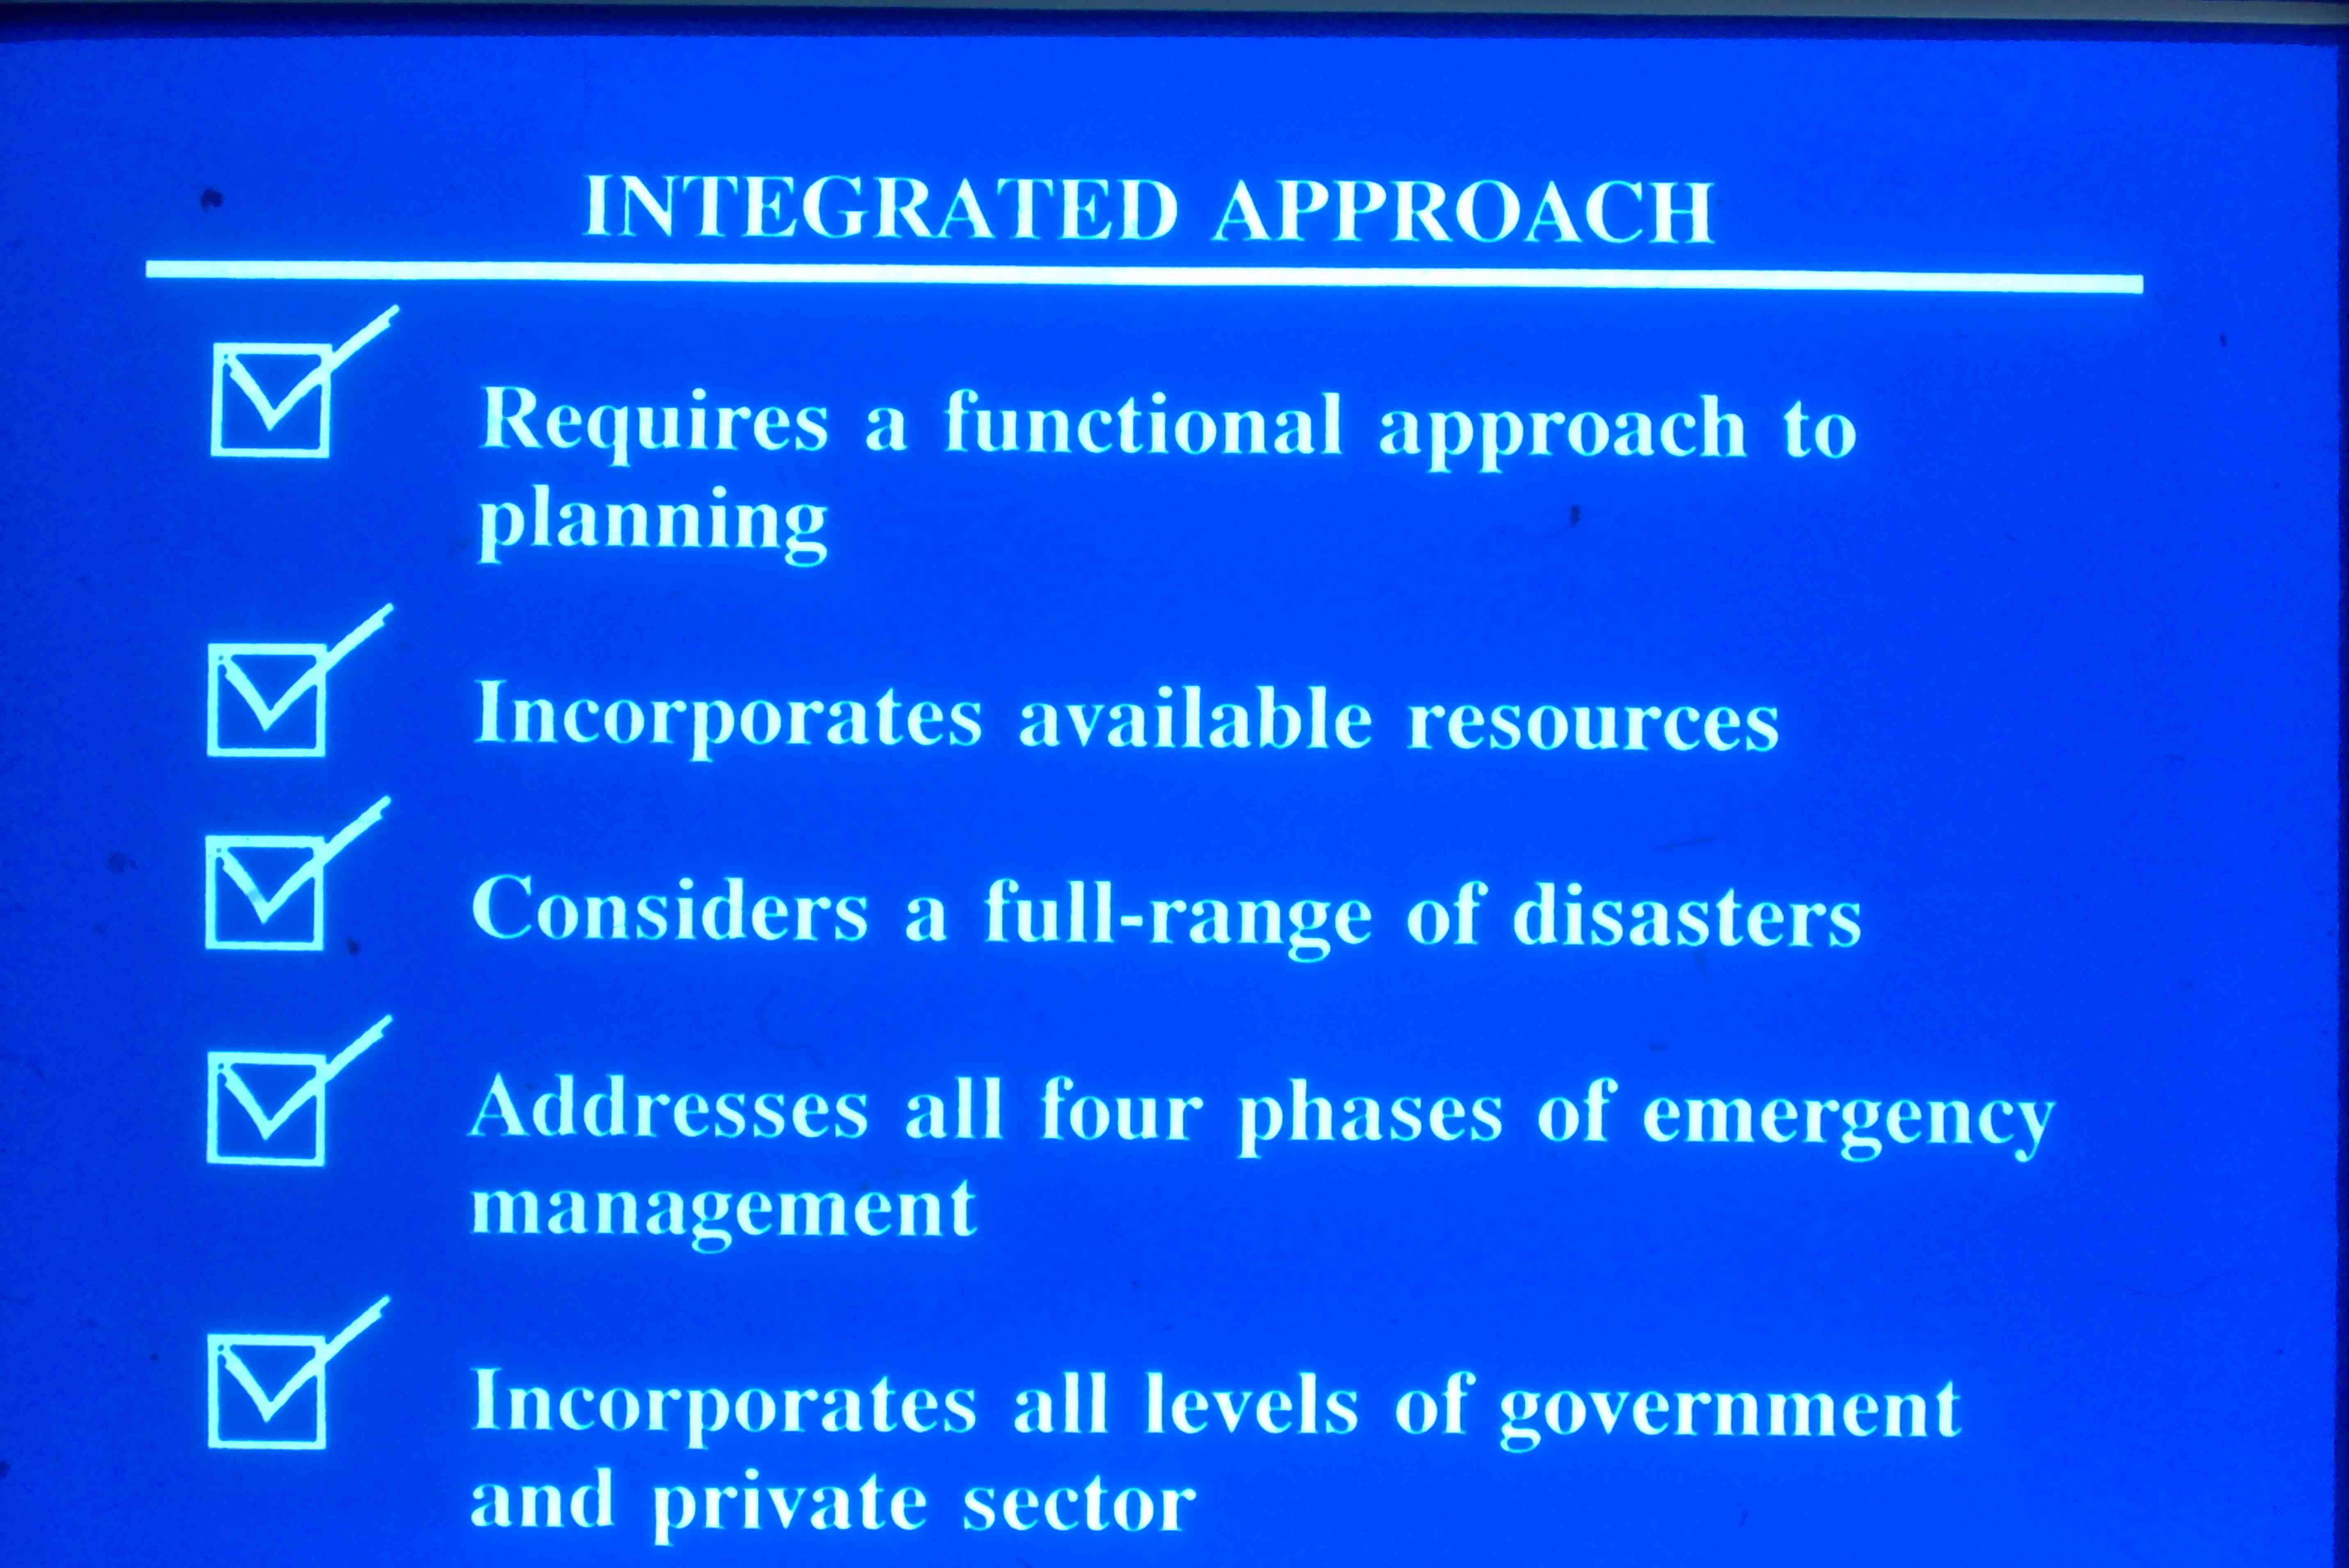 INTEGRATED APPROACH
Requires a functional approach to
planning
Incorporates available resources
Considers a full-range of disasters
Addresses all four phases of emergency
management
Incorporates all levels of government
and private sector